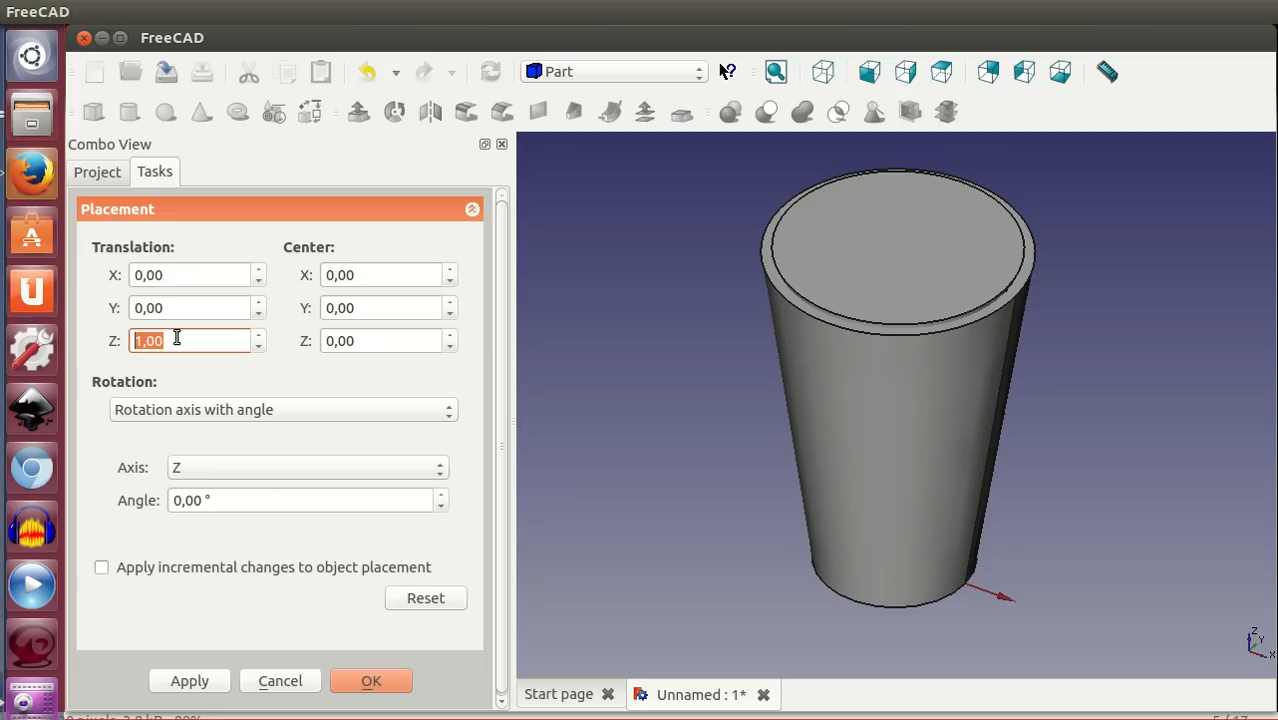 FreeCAD
FreeCAD
Part
Combo View
Project
Tasks
Placement
Translation:
Center:
X: 0,00
X: 0,00
Y: 0,00
Y: 0,00
Z: 1,00
Z: 0,00
Rotation:
Rotation axis with angle
Axis: Z
Angle: 0,00 °
Apply incremental changes to object placement
Reset
Apply
Cancel
OK
Start page
Unnamed : 1*
Z
Y
X